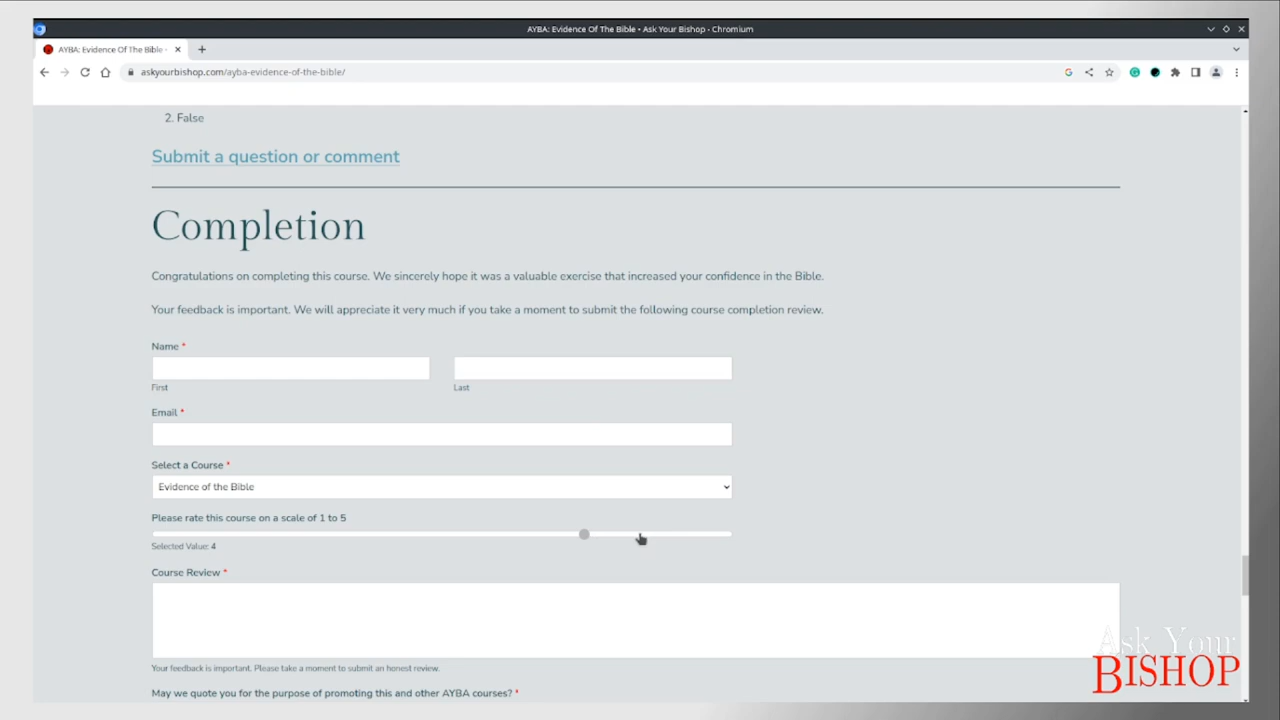 AYBA: Evidence Of The Bible • Ask Your Bishop - Chromium
AYBA: Evidence Of The Bible -
askyourbishop.com/ayba-evidence-of-the-bible/
2. False
Submit a question or comment
Completion
Congratulations on completing this course. We sincerely hope it was a valuable exercise that increased your confidence in the Bible.
Your feedback is important. We will appreciate it very much if you take a moment to submit the following course completion review.
Name *
First Last
Email *
Select a Course *
Evidence of the Bible
Please rate this course on a scale of 1 to 5
Selected Value: 4
Course Review *
Your feedback is important. Please take a moment to submit an honest review.
May we quote you for the purpose of promoting this and other AYBA courses? *
Ask Your
BISHOP